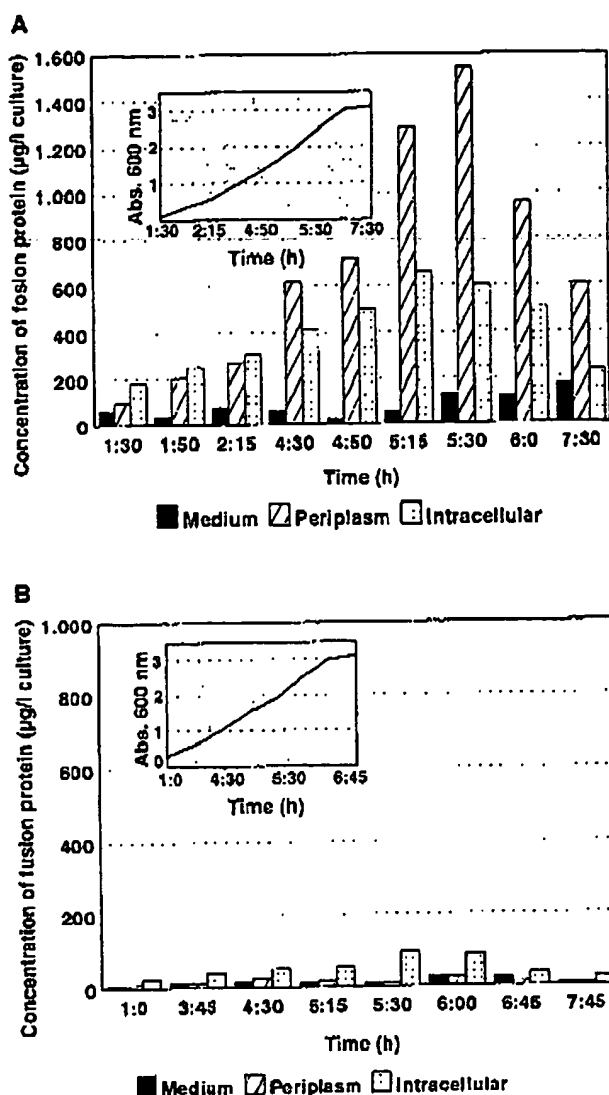 A
Concentration of fosion protein (µg/l culture)
1.600
1.400
1.200
1.000
800
600
400
200
0
Abs. 600 nm
3
2
1
1:30 2:15 4:50 5:30 7:30
Time (h)
1:30 1:50 2:15 4:30 4:50 5:15 5:30 6:0 7:30
Time (h)
Medium Periplasm Intracellular
B
Concentration of fusion protein (µg/l culture)
1.000
800
600
400
200
0
Abs. 600 nm
3
2
1
0
1:0 4:30 5:30 6:45
Time (h)
1:0 3:45 4:30 5:15 5:30 6:00 6:45 7:45
Time (h)
Medium Periplasm Intracellular